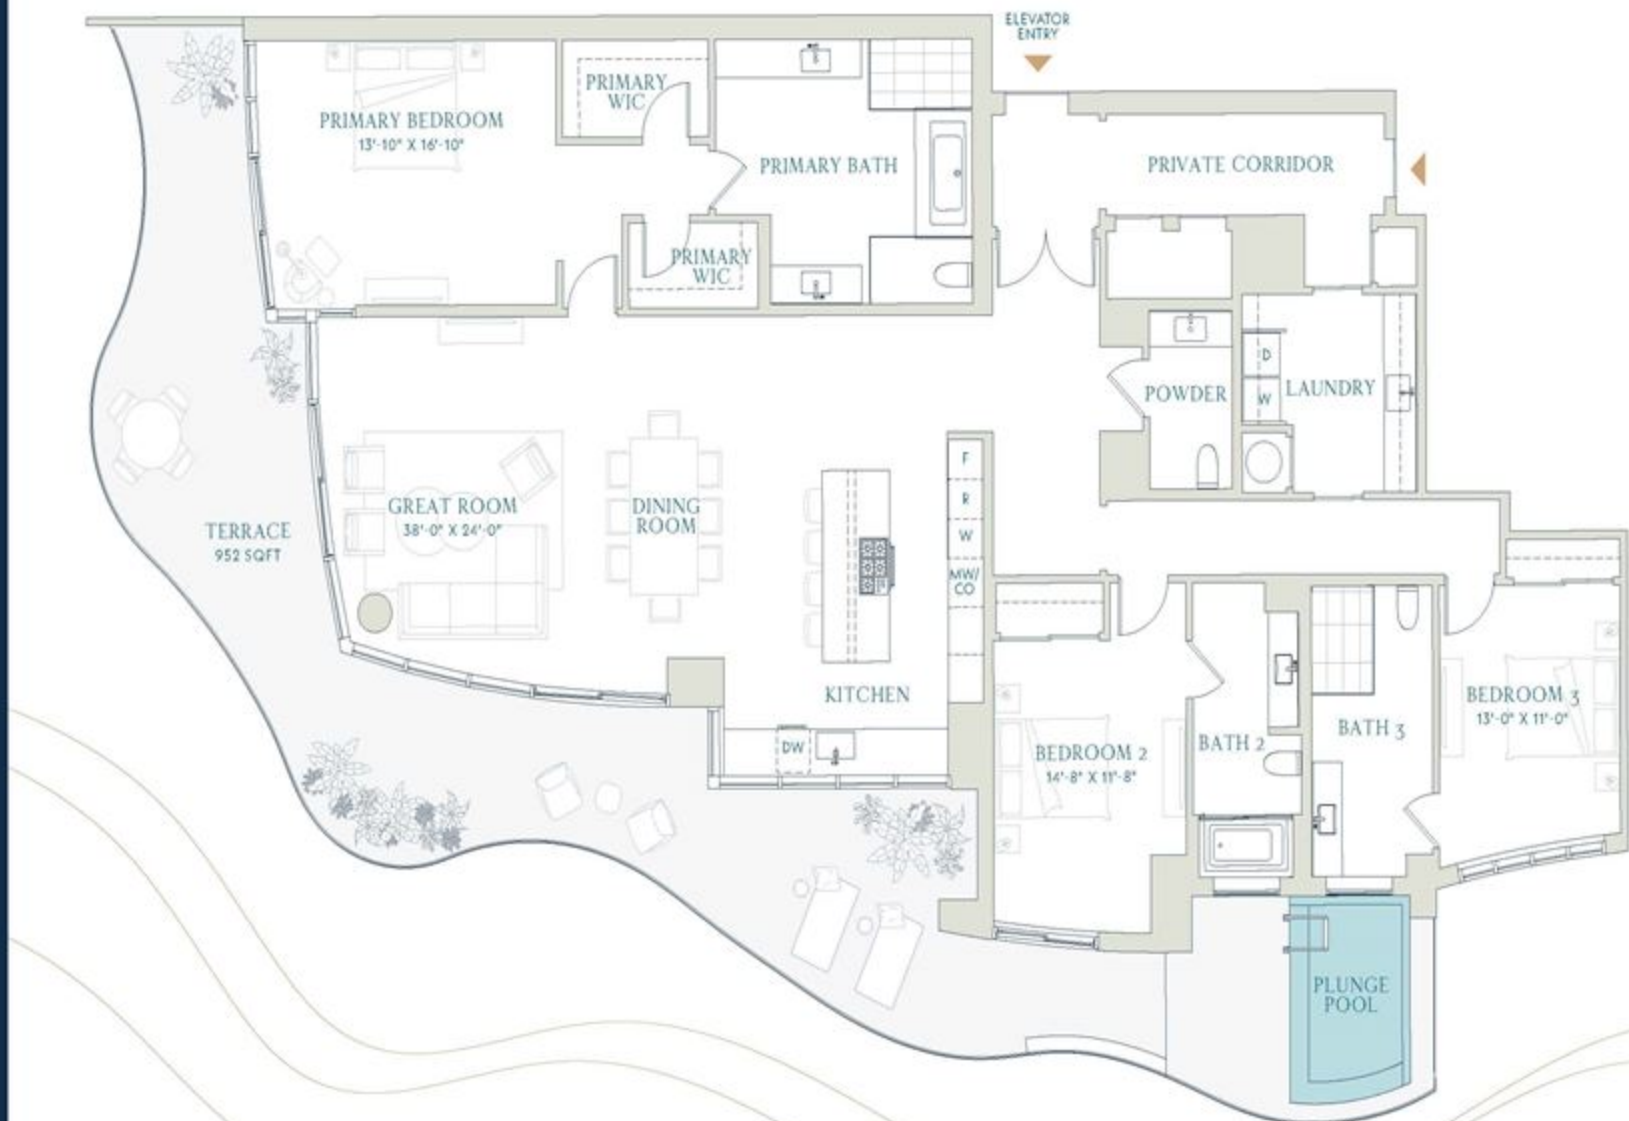 ELEVATOR
ENTRY
PRIMARY
WIC
PRIMARY BEDROOM
13'-10" X 16'-10"
PRIMARY BATH
PRIVATE CORRIDOR
PRIMARY
WIC
D
W
LAUNDRY
POWDER
F
R
W
MW/
CO
GREAT ROOM
38'-0" X 24'-0"
DINING
ROOM
TERRACE
952 SQFT
KITCHEN
DW
BEDROOM 2
14'-8" X 11'-8"
BATH 2
BATH 3
BEDROOM 3
13'-0" X 11'-0"
PLUNGE
POOL